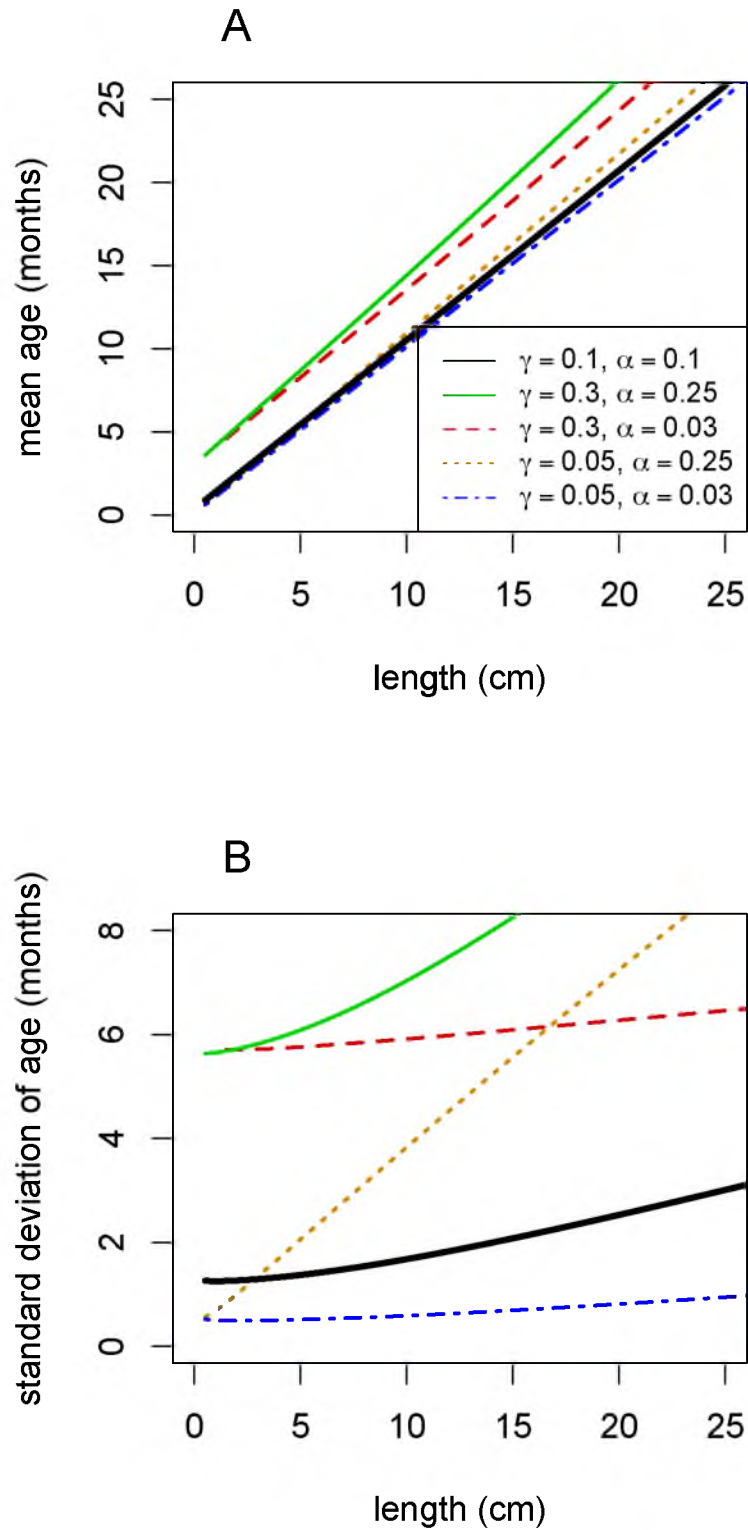 A
mean age (months)
25
20
15
10
5
0
γ = 0.1, α = 0.1
γ = 0.3, α = 0.25
γ = 0.3, α = 0.03
γ = 0.05, α = 0.25
γ = 0.05, α = 0.03
0 5 10 15 20 25
length (cm)
B
standard deviation of age (months)
8
6
4
2
0
0 5 10 15 20 25
length (cm)